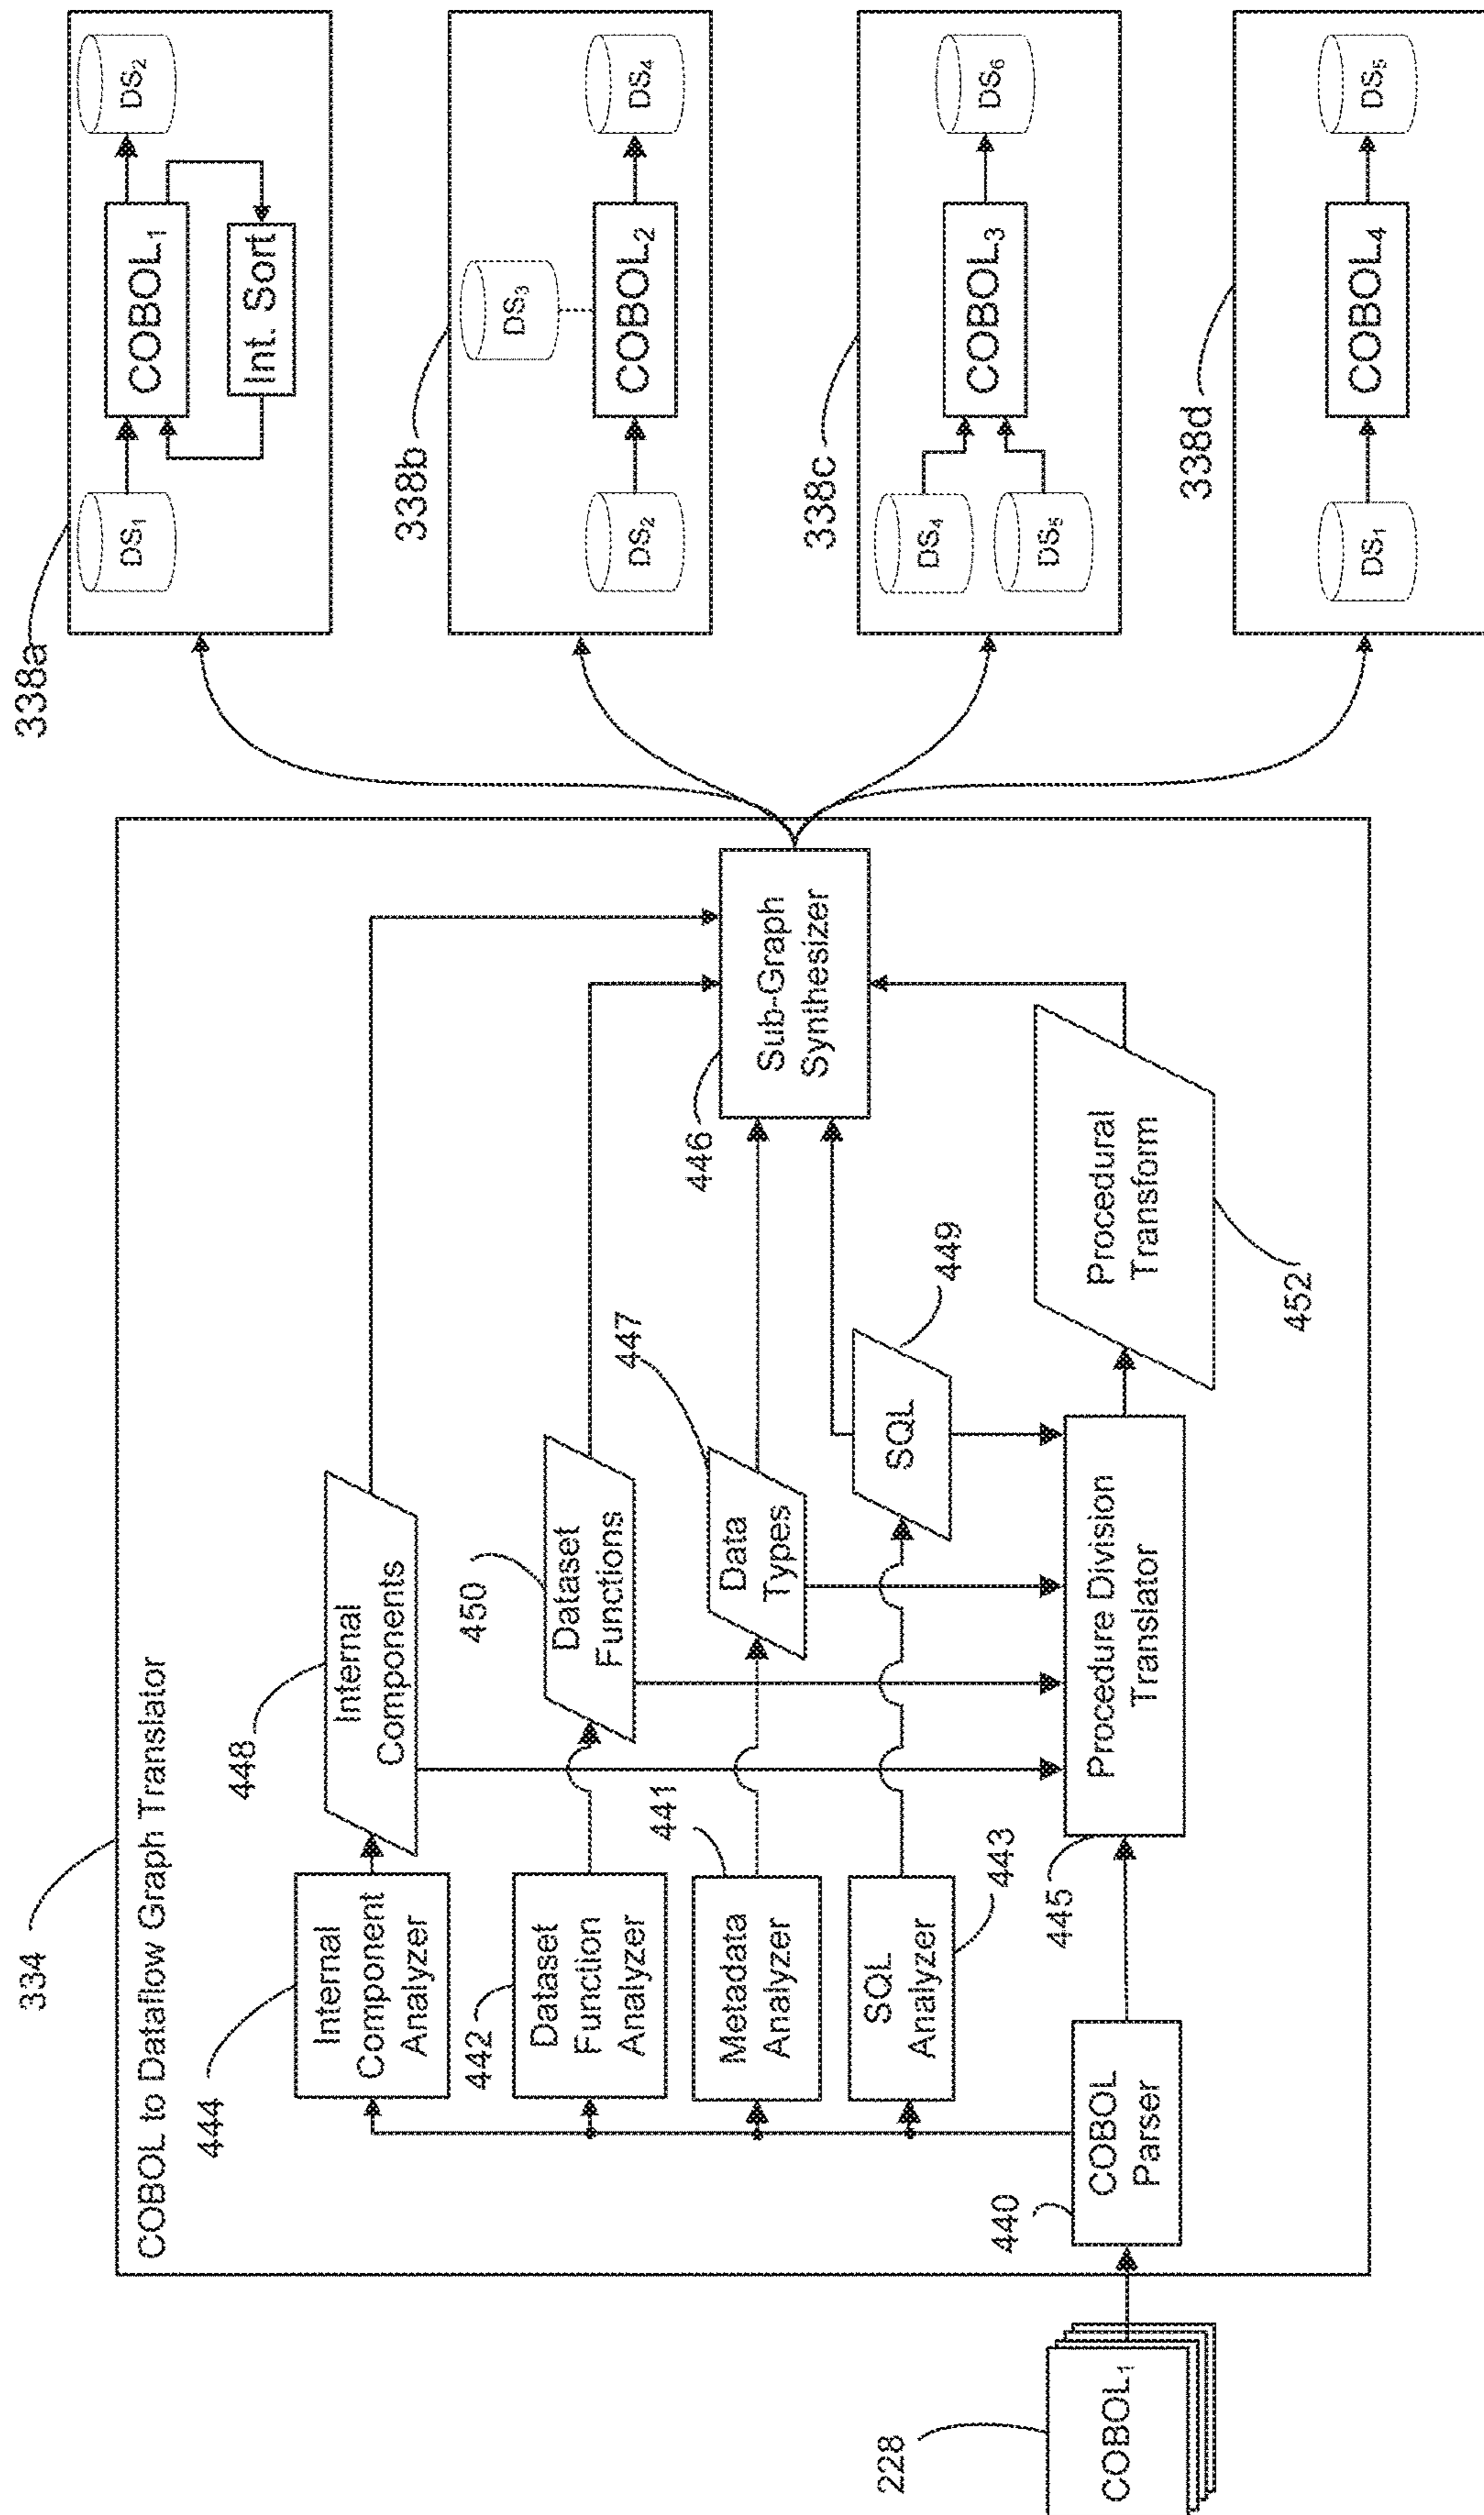 334
COBOL to Dataflow Graph Translator
228
COBOL₁
440
COBOL
Parser
444
Internal
Component
Analyzer
442
Dataset
Function
Analyzer
441
Metadata
Analyzer
443
SQL
Analyzer
448
Internal
Components
450
Dataset
Functions
447
Data
Types
449
SQL
445
Procedure Division
Translator
452
Procedural
Transform
446
Sub-Graph
Synthesizer
338a
DS₁
COBOL₁
Int. Sort
DS₂
338b
DS₂
DS₃
COBOL₂
DS₄
338c
DS₄
DS₅
COBOL₃
DS₆
338d
DS₁
COBOL₄
DS₅